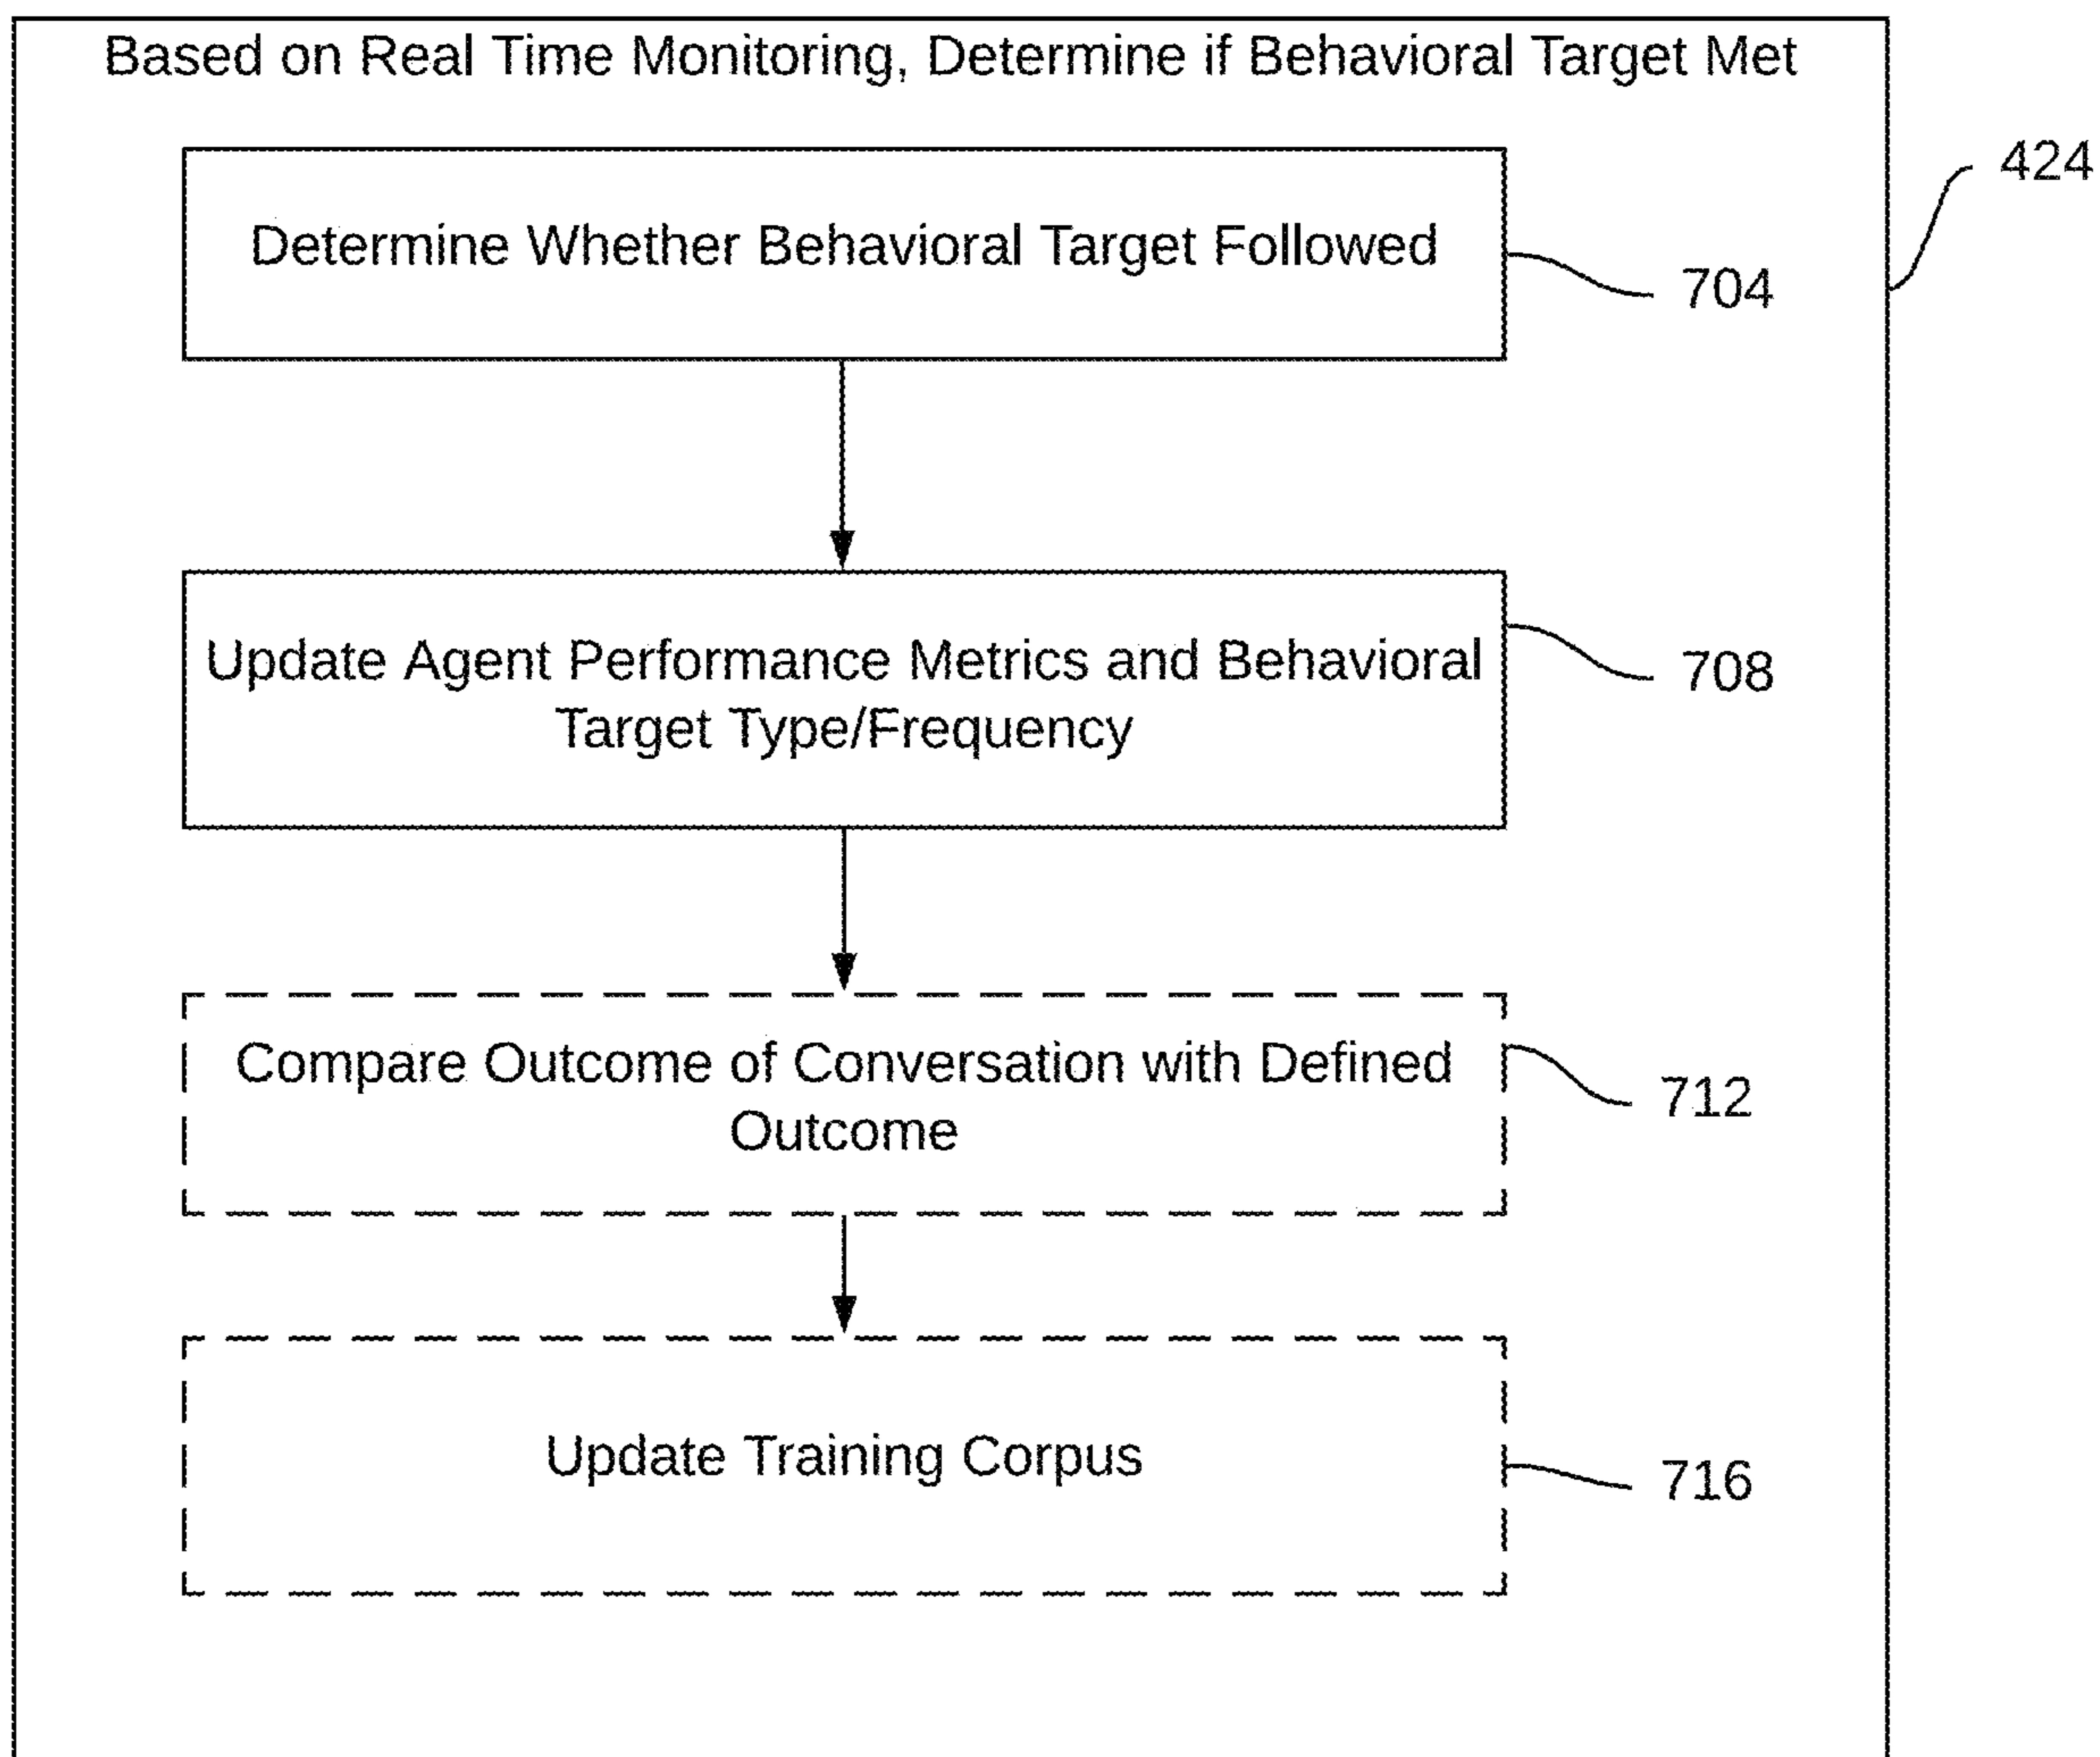 Based on Real Time Monitoring, Determine if Behavioral Target Met
424
Determine Whether Behavioral Target Followed
704
Update Agent Performance Metrics and Behavioral
Target Type/Frequency
708
Compare Outcome of Conversation with Defined
Outcome
712
Update Training Corpus
716